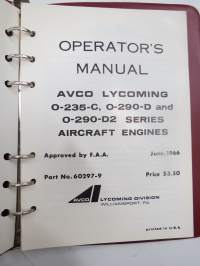 OPERATOR'S
MANUAL
AVCO LYCOMING
O-235-C, O-290-D and
O-290-D2 SERIES
AIRCRAFT ENGINES
Approved by F.A.A.
June, 1966
Part No. 60297-9
Price $3.50
AVCO
LYCOMING DIVISION
WILLIAMSPORT, PA.
PRINTED IN U.S.A.